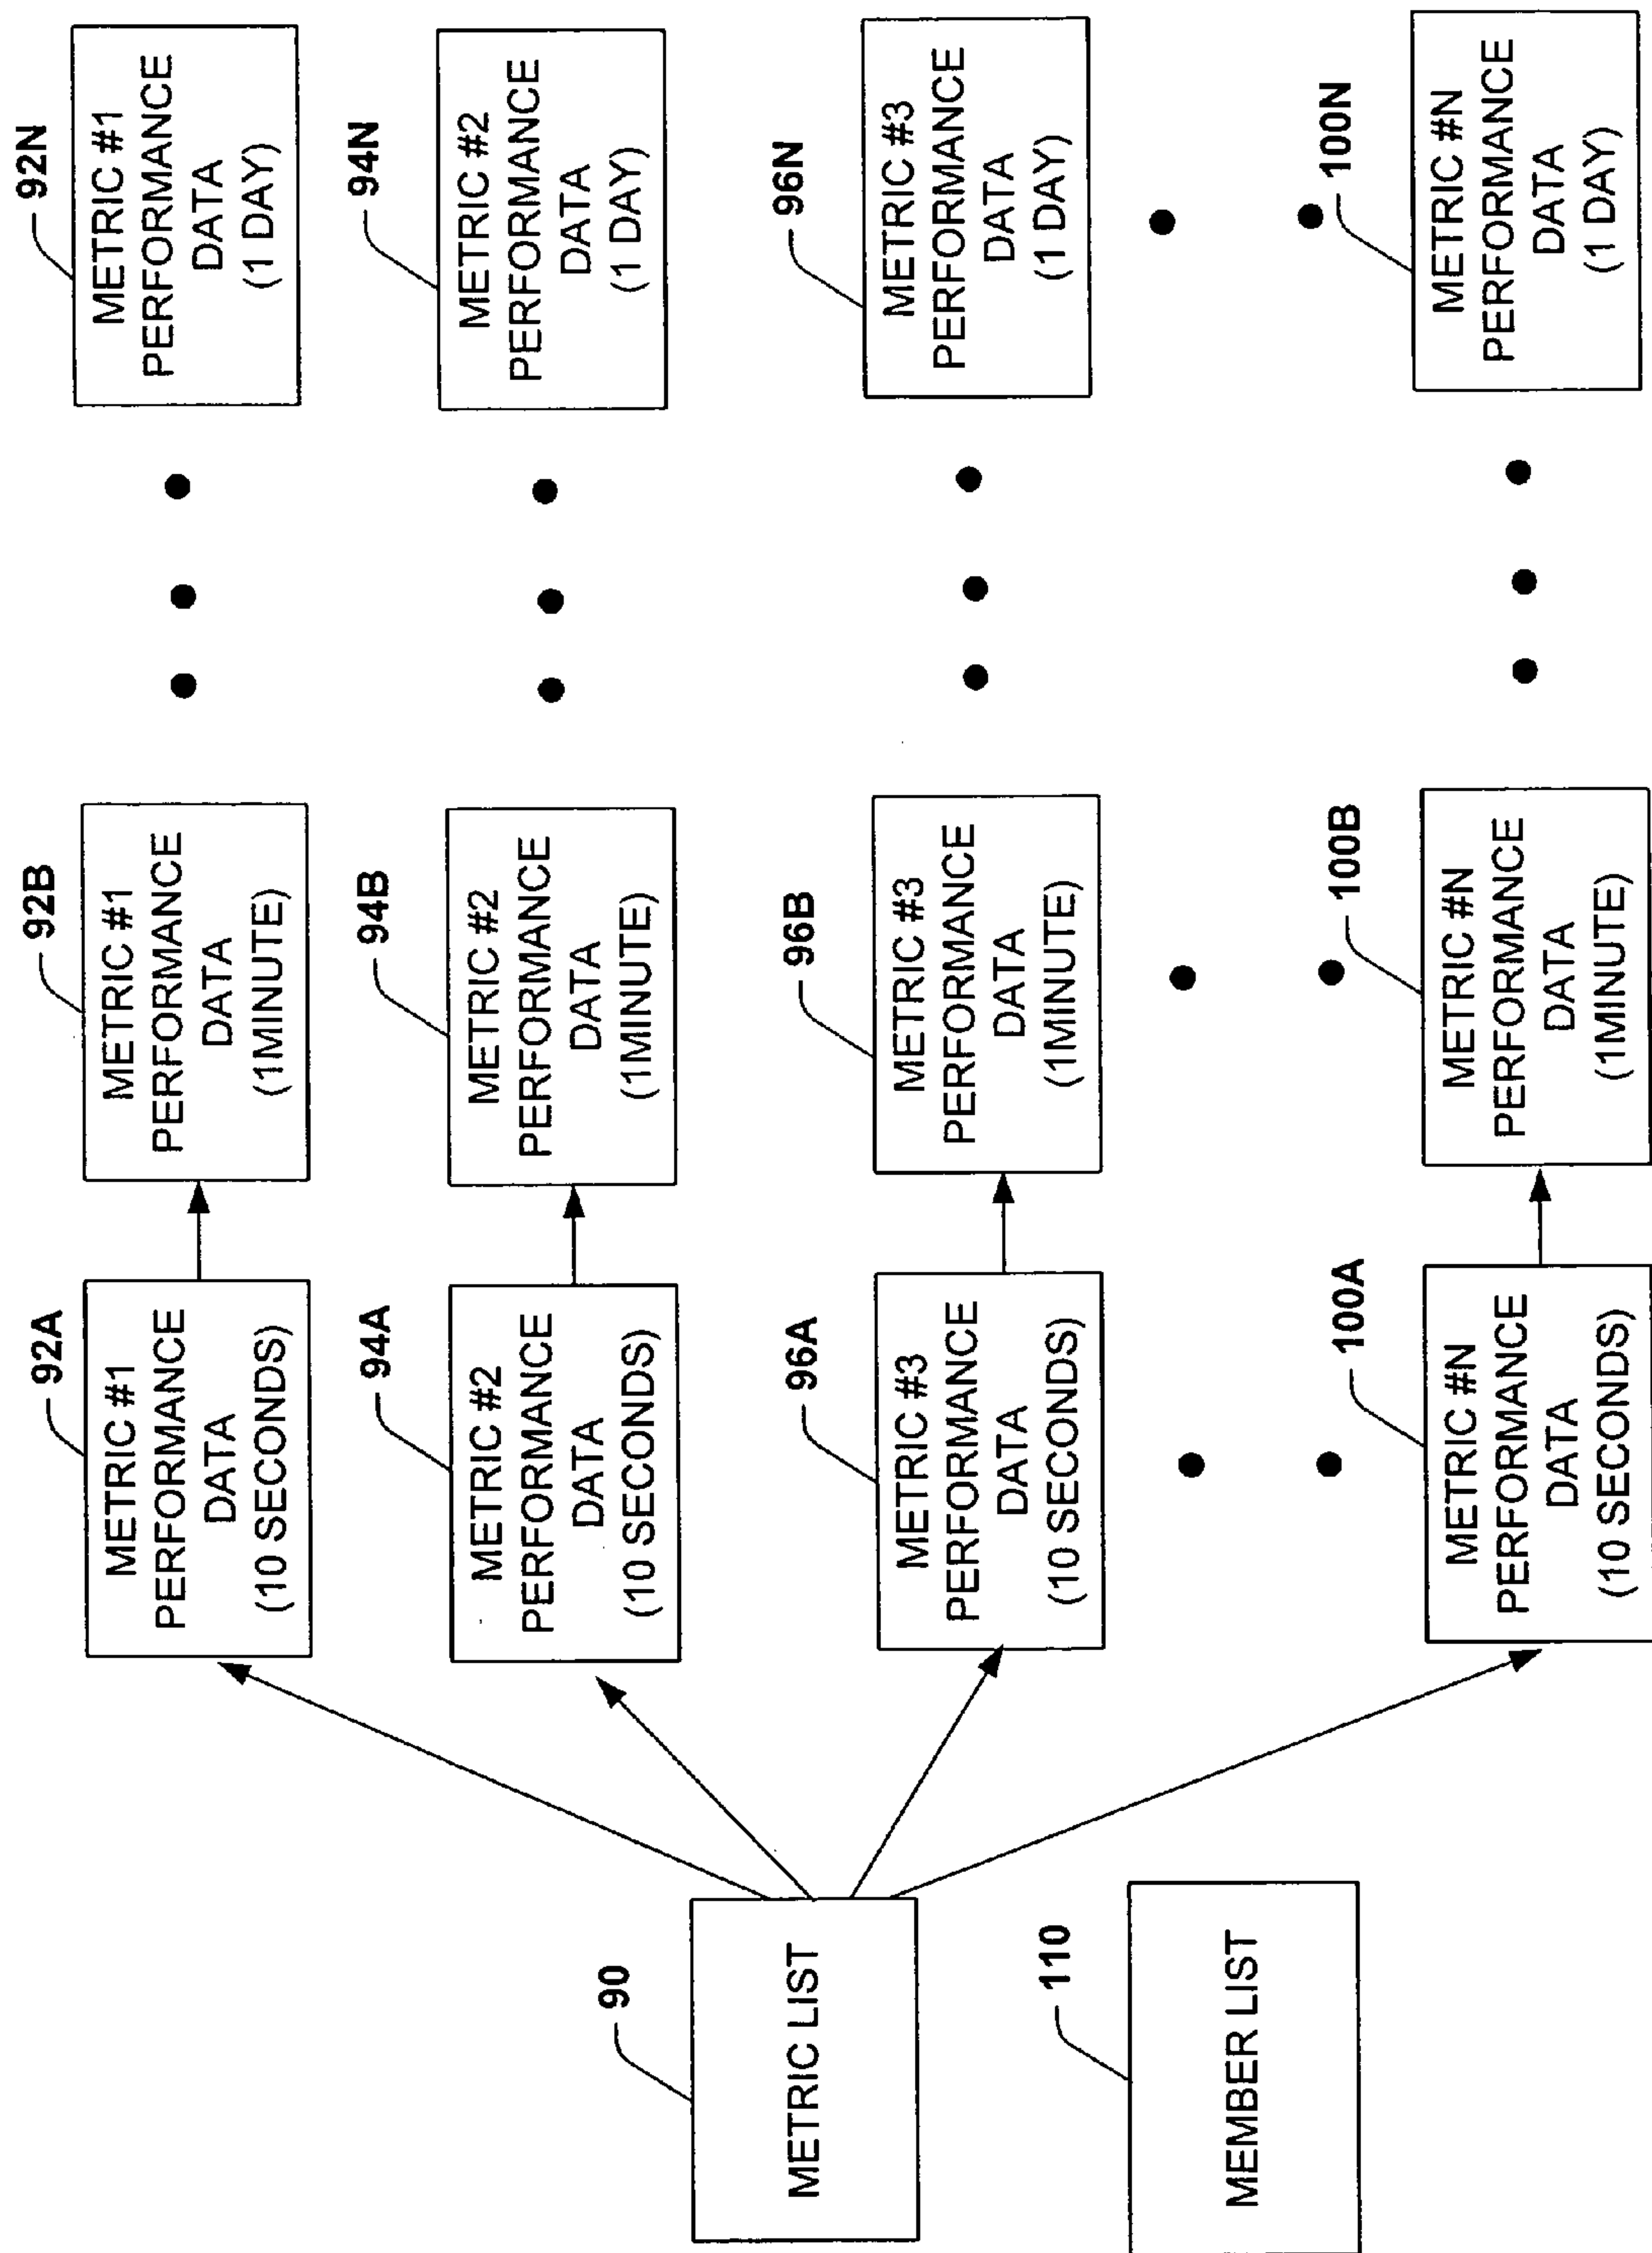 92A
METRIC #1
PERFORMANCE
DATA
(10 SECONDS)
92B
METRIC #1
PERFORMANCE
DATA
(1MINUTE)
92N
METRIC #1
PERFORMANCE
DATA
(1 DAY)
94A
METRIC #2
PERFORMANCE
DATA
(10 SECONDS)
94B
METRIC #2
PERFORMANCE
DATA
(1MINUTE)
94N
METRIC #2
PERFORMANCE
DATA
(1 DAY)
90
METRIC LIST
96A
METRIC #3
PERFORMANCE
DATA
(10 SECONDS)
96B
METRIC #3
PERFORMANCE
DATA
(1MINUTE)
96N
METRIC #3
PERFORMANCE
DATA
(1 DAY)
110
MEMBER LIST
100A
METRIC #N
PERFORMANCE
DATA
(10 SECONDS)
100B
METRIC #N
PERFORMANCE
DATA
(1MINUTE)
100N
METRIC #N
PERFORMANCE
DATA
(1 DAY)